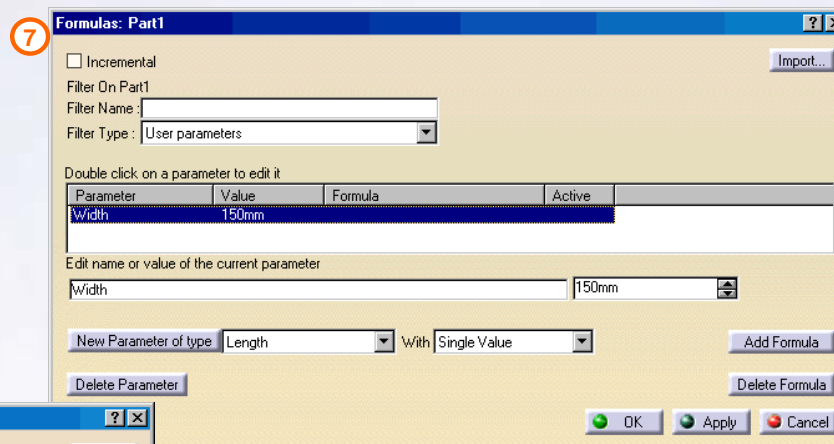 7
Formulas: Part1
? X
Incremental
Import...
Filter On Part1
Filter Name :
Filter Type : User parameters
Double click on a parameter to edit it
Parameter Value Formula Active
Width 150mm
Edit name or value of the current parameter
Width 150mm
New Parameter of type Length With Single Value Add Formula
Delete Parameter Delete Formula
? X
OK Apply Cancel